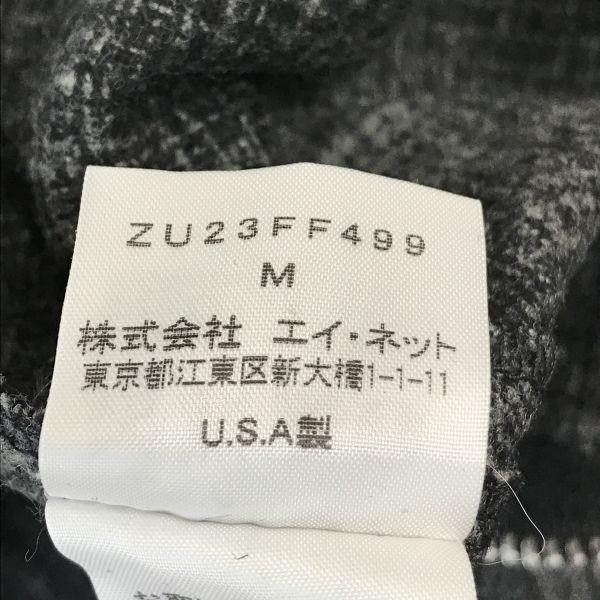 ZU23FF499
M
株式会社 エイ・ネット
東京都江東区新大橋1-1-11
U.S.A製